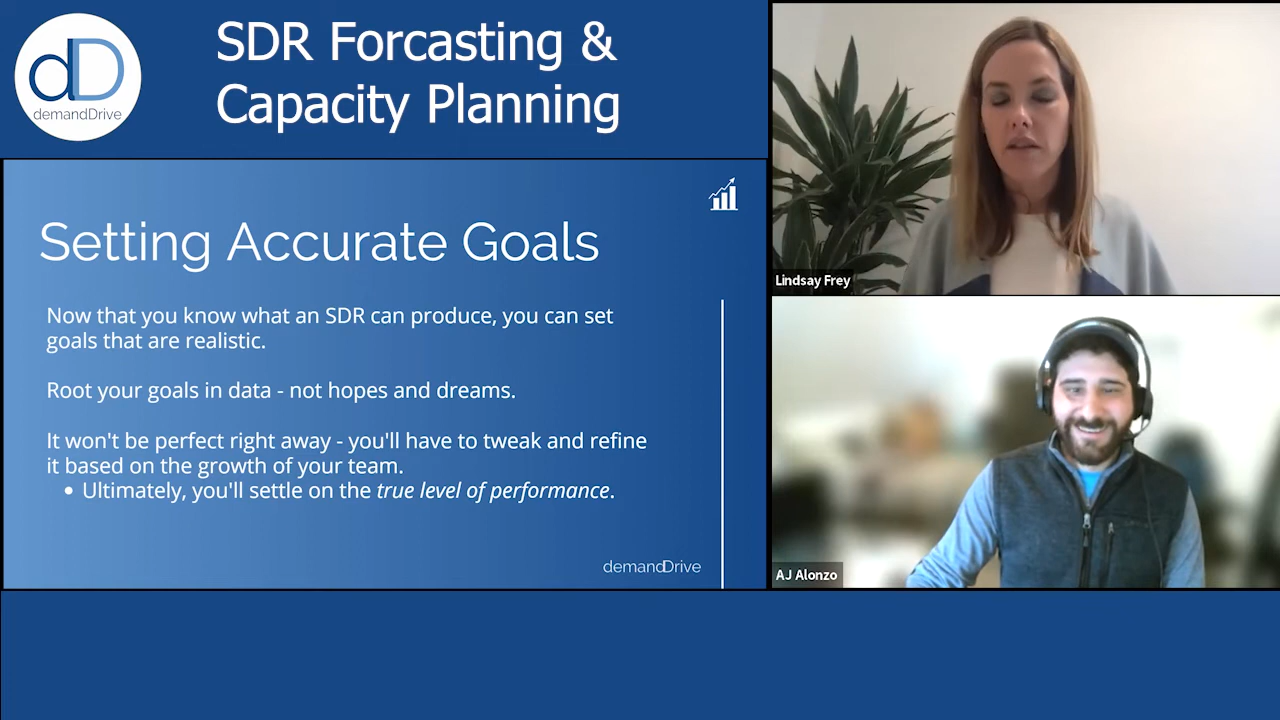 dD
demandDrive
SDR Forcasting &
Capacity Planning
Setting Accurate Goals
Now that you know what an SDR can produce, you can set
goals that are realistic.
Root your goals in data - not hopes and dreams.
It won't be perfect right away - you'll have to tweak and refine
it based on the growth of your team.
• Ultimately, you'll settle on the true level of performance.
demandDrive
Lindsay Frey
AJ Alonzo